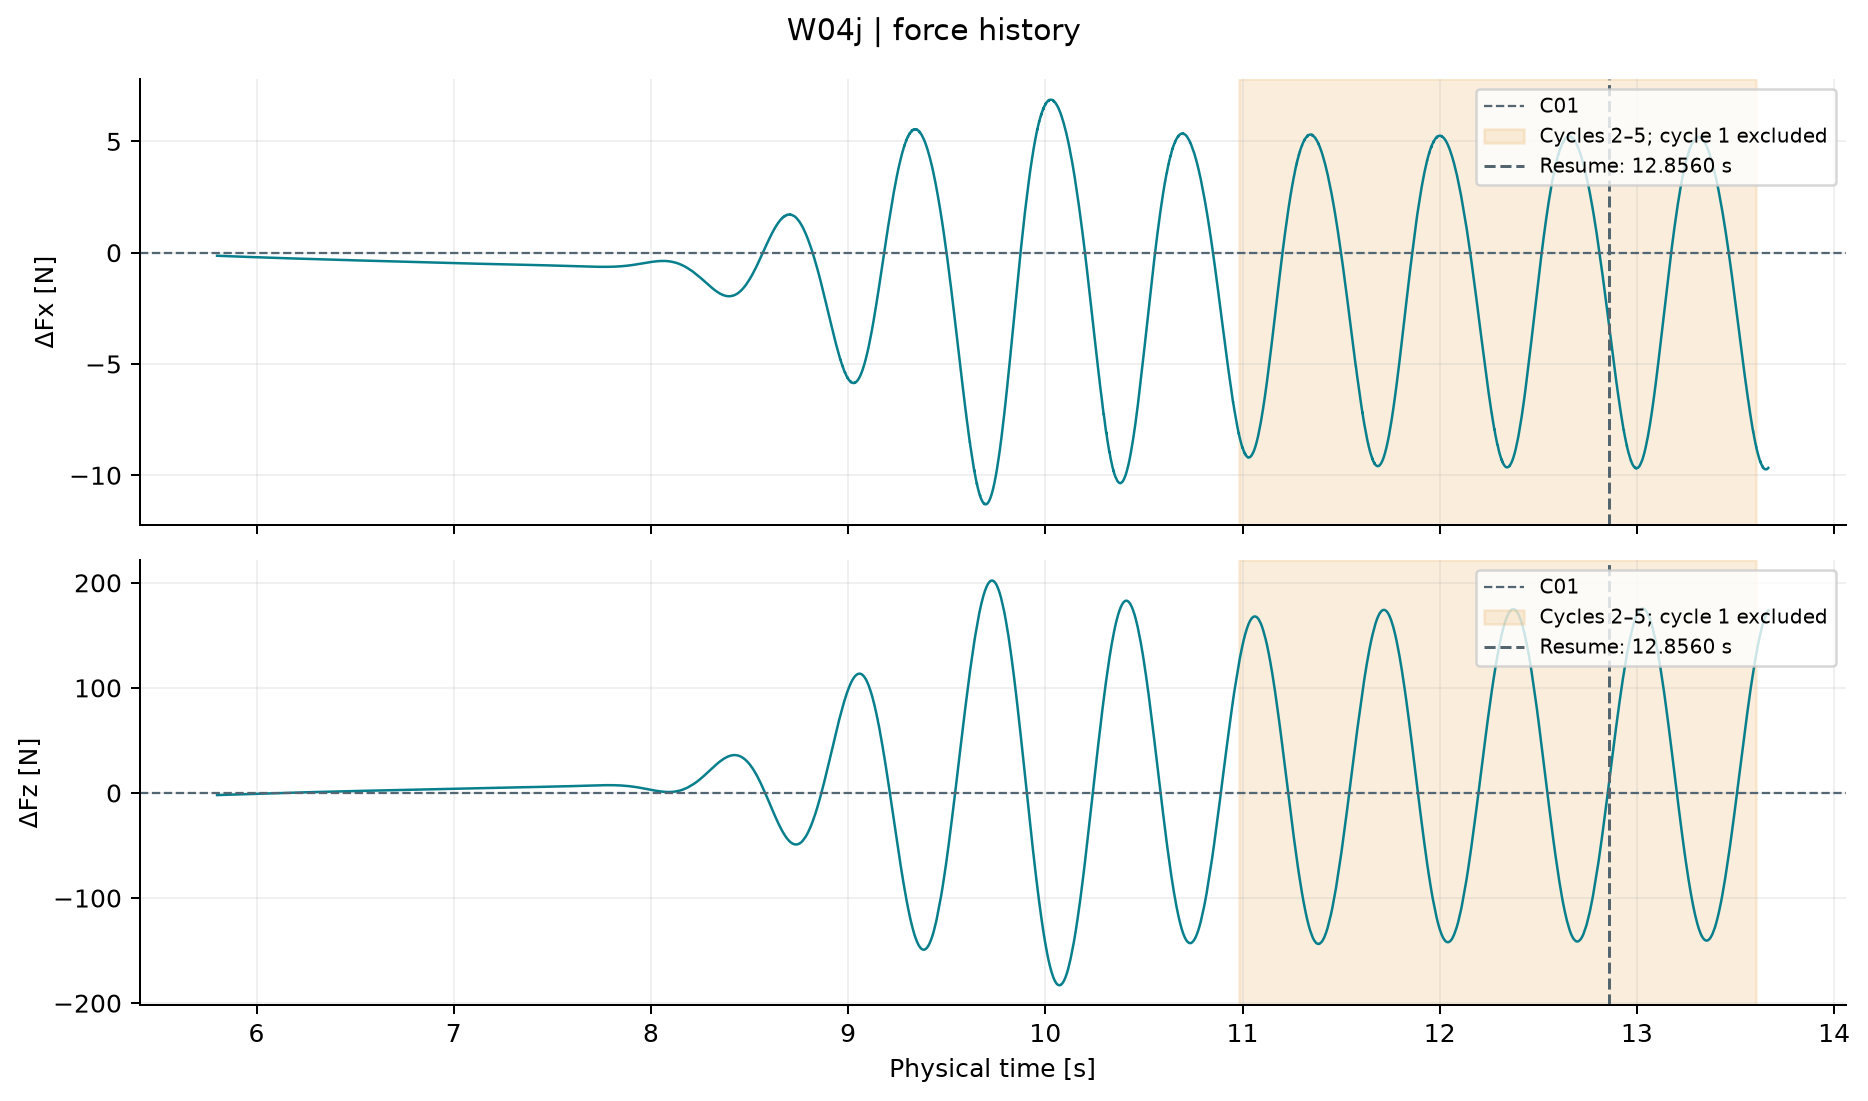 W04j | force history
ΔFx [N]
5
0
−5
−10
C01
Cycles 2–5; cycle 1 excluded
Resume: 12.8560 s
ΔFz [N]
200
100
0
−100
−200
C01
Cycles 2–5; cycle 1 excluded
Resume: 12.8560 s
6 7 8 9 10 11 12 13 14
Physical time [s]